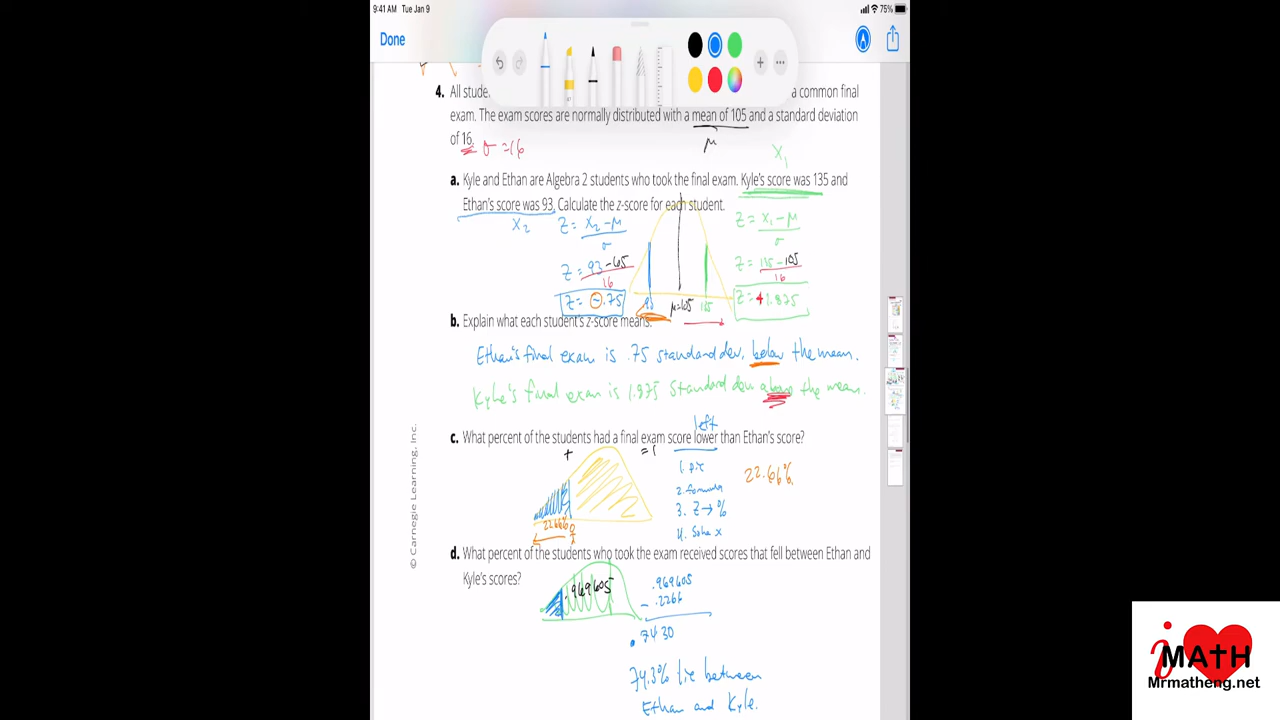 9:41 AM Tue Jan 9
75%
Done
4. All stude
a common final
exam. The exam scores are normally distributed with a mean of 105 and a standard deviation
of 16.
σ = 16
μ
X₁
a. Kyle and Ethan are Algebra 2 students who took the final exam. Kyle's score was 135 and
Ethan's score was 93. Calculate the z-score for each student.
X₂
Z = X₂ - μ
σ
Z = 93 - 105
16
Z = -.75
93
μ=105
135
Z = X₁ - μ
σ
Z = 135 - 105
16
Z = +1.875
b. Explain what each student's z-score means.
Ethan's final exam is .75 standard dev. below the mean.
Kyle's final exam is 1.875 standard dev above the mean.
left
c. What percent of the students had a final exam score lower than Ethan's score?
+
= 1
1. pic
2. formula
3. Z → %
4. Solve x
22.66%
22.66%
d. What percent of the students who took the exam received scores that fell between Ethan and
Kyle's scores?
.969605
.969605
- .2266
.7430
74.3% lie between
Ethan and Kyle.
© Carnegie Learning, Inc.
i
MATH
Mrmatheng.net